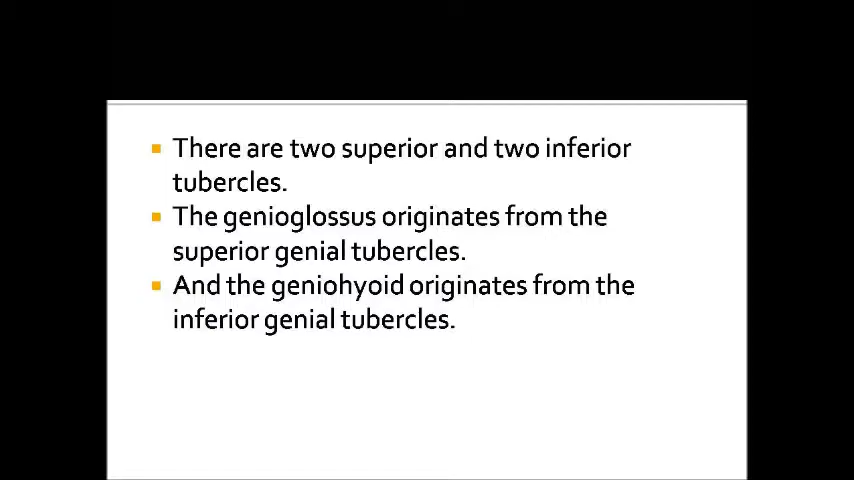 There are two superior and two inferior
tubercles.
The genioglossus originates from the
superior genial tubercles.
And the geniohyoid originates from the
inferior genial tubercles.